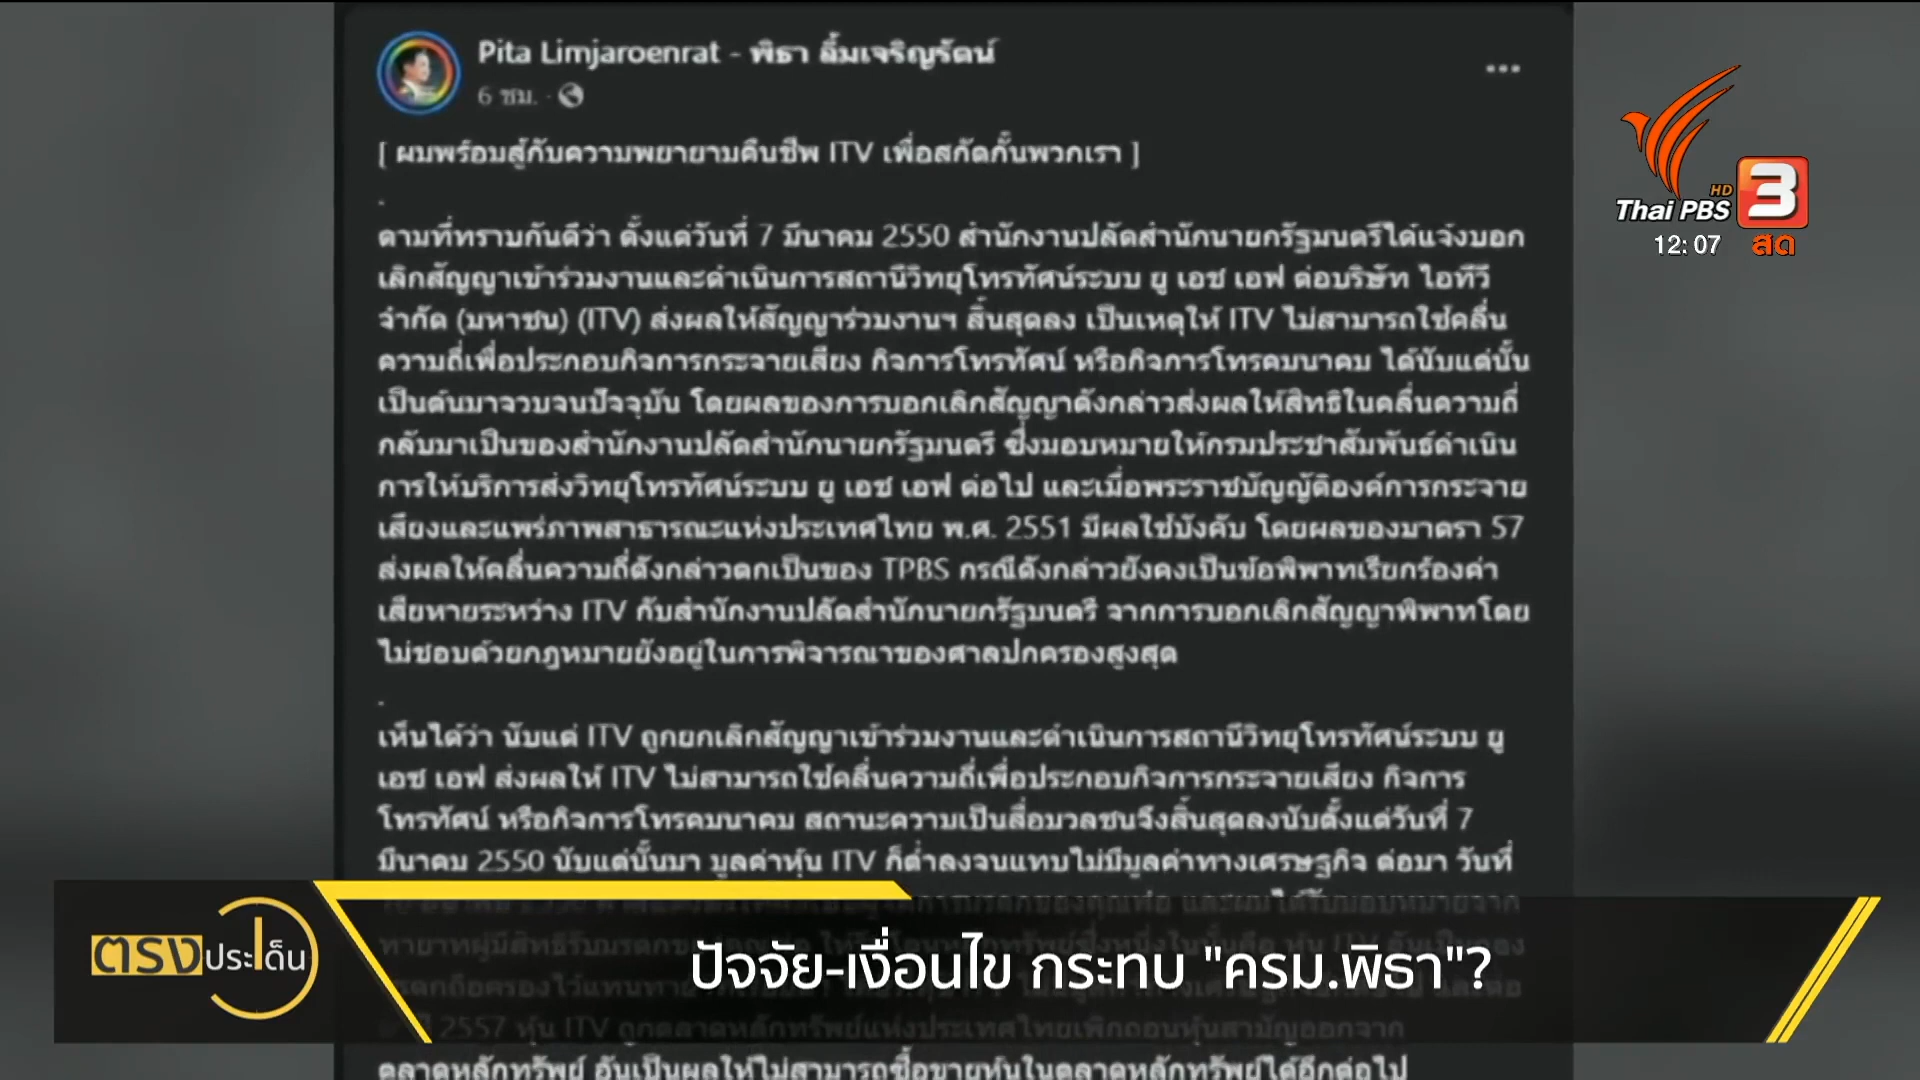 Pita Limjaroenrat - พิธา ลิ้มเจริญรัตน์
6 ชม.
[ ผมพร้อมสู้กับความพยายามคืนชีพ ITV เพื่อสกัดกั้นพวกเรา ]
.
ตามที่ทราบกันดีว่า ตั้งแต่วันที่ 7 มีนาคม 2550 สำนักงานปลัดสำนักนายกรัฐมนตรีได้แจ้งบอก
เลิกสัญญาเข้าร่วมงานและดำเนินการสถานีวิทยุโทรทัศน์ระบบ ยู เอช เอฟ ต่อบริษัท ไอทีวี
จำกัด (มหาชน) (ITV) ส่งผลให้สัญญาร่วมงานฯ สิ้นสุดลง เป็นเหตุให้ ITV ไม่สามารถใช้คลื่น
ความถี่เพื่อประกอบกิจการกระจายเสียง กิจการโทรทัศน์ หรือกิจการโทรคมนาคม ได้นับแต่นั้น
เป็นต้นมาจวบจนปัจจุบัน โดยผลของการบอกเลิกสัญญาดังกล่าวส่งผลให้สิทธิในคลื่นความถี่
กลับมาเป็นของสำนักงานปลัดสำนักนายกรัฐมนตรี ซึ่งมอบหมายให้กรมประชาสัมพันธ์ดำเนิน
การให้บริการส่งวิทยุโทรทัศน์ระบบ ยู เอช เอฟ ต่อไป และเมื่อพระราชบัญญัติองค์การกระจาย
เสียงและแพร่ภาพสาธารณะแห่งประเทศไทย พ.ศ. 2551 มีผลใช้บังคับ โดยผลของมาตรา 57
ส่งผลให้คลื่นความถี่ดังกล่าวตกเป็นของ TPBS กรณีดังกล่าวยังคงเป็นข้อพิพาทเรียกร้องค่า
เสียหายระหว่าง ITV กับสำนักงานปลัดสำนักนายกรัฐมนตรี จากการบอกเลิกสัญญาพิพาทโดย
ไม่ชอบด้วยกฎหมายยังอยู่ในการพิจารณาของศาลปกครองสูงสุด
.
เห็นได้ว่า นับแต่ ITV ถูกยกเลิกสัญญาเข้าร่วมงานและดำเนินการสถานีวิทยุโทรทัศน์ระบบ ยู
เอช เอฟ ส่งผลให้ ITV ไม่สามารถใช้คลื่นความถี่เพื่อประกอบกิจการกระจายเสียง กิจการ
โทรทัศน์ หรือกิจการโทรคมนาคม สถานะความเป็นสื่อมวลชนจึงสิ้นสุดลงนับตั้งแต่วันที่ 7
มีนาคม 2550 นับแต่นั้นมา มูลค่าหุ้น ITV ก็ต่ำลงจนแทบไม่มีมูลค่าทางเศรษฐกิจ ต่อมา วันที่
ปี 2557 หุ้น ITV ถูกตลาดหลักทรัพย์แห่งประเทศไทยเพิกถอนหุ้นสามัญออกจาก
ตลาดหลักทรัพย์ อันเป็นผลให้ไม่สามารถซื้อขายหุ้นในตลาดหลักทรัพย์ได้อีกต่อไป
Thai PBS HD 3
12:07 สด
ตรงประเด็น
ปัจจัย-เงื่อนไข กระทบ "ครม.พิธา"?